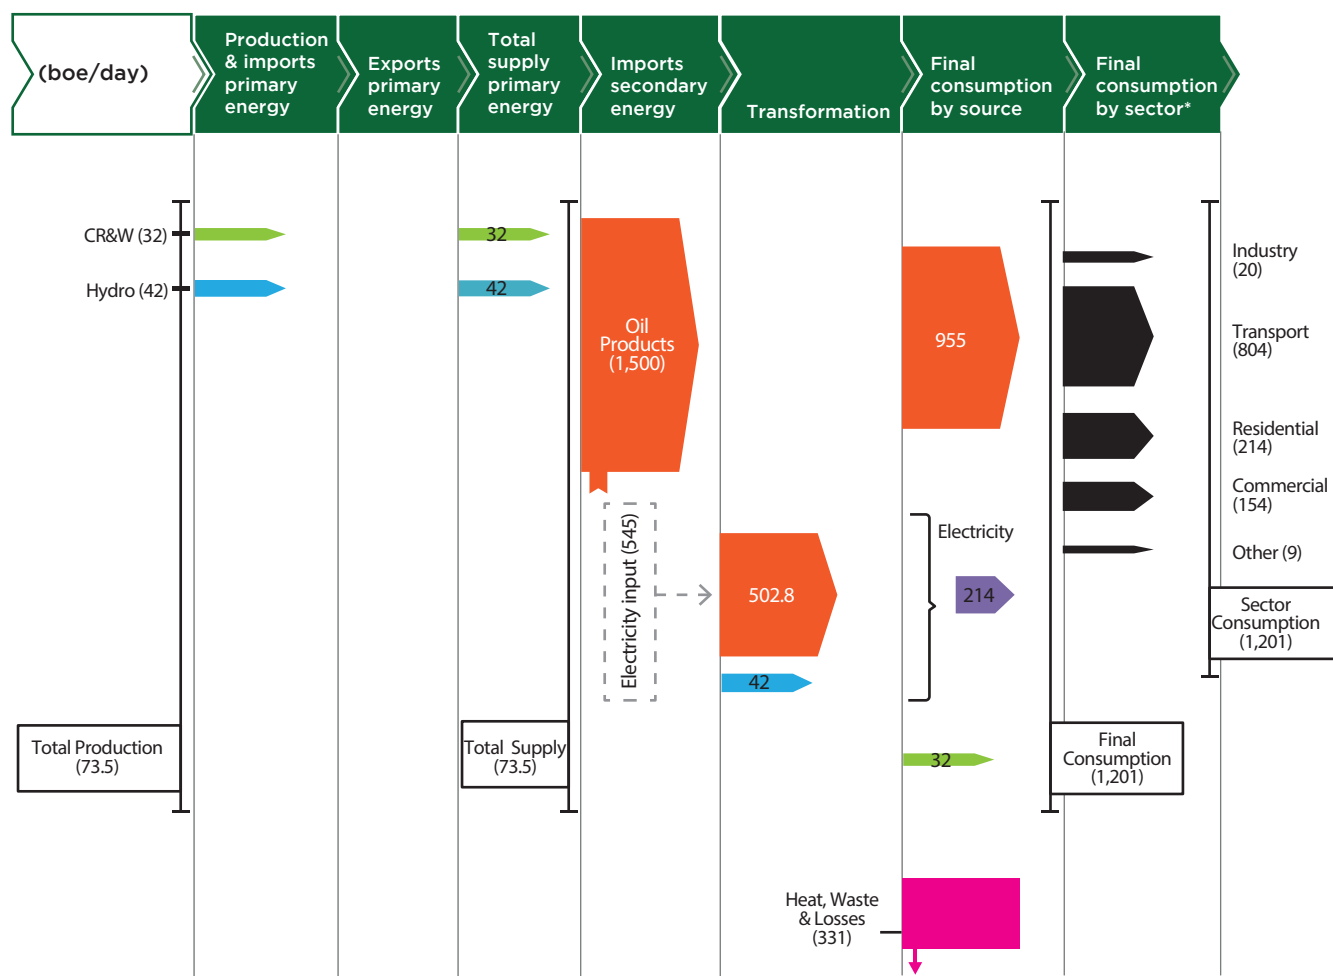 (boe/day)
Production
& imports
primary
energy
Exports
primary
energy
Total
supply
primary
energy
Imports
secondary
energy
Transformation
Final
consumption
by source
Final
consumption
by sector*
CR&W (32)
Hydro (42)
32
42
Oil
Products
(1,500)
955
Industry
(20)
Transport
(804)
Residential
(214)
Commercial
(154)
Other (9)
Electricity input (545)
502.8
42
Electricity
214
32
Sector
Consumption
(1,201)
Total Production
(73.5)
Total Supply
(73.5)
Final
Consumption
(1,201)
Heat, Waste
& Losses
(331)